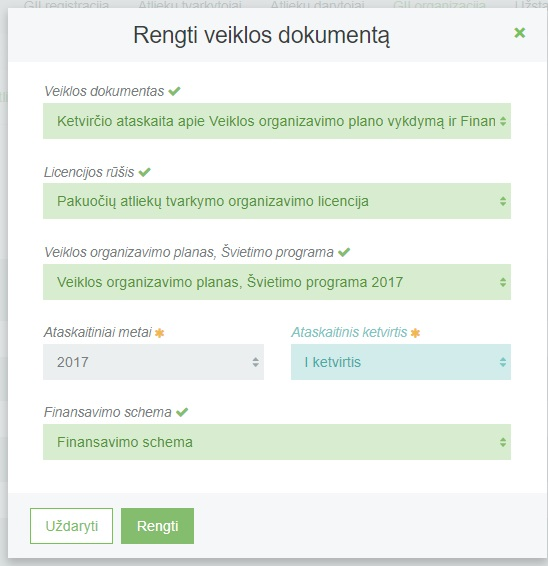 GII registracija Atliekų tvarkytojai Atliekų darytojai GII organizacija Užsta
Rengti veiklos dokumentą
Veiklos dokumentas
Ketvirčio ataskaita apie Veiklos organizavimo plano vykdymą ir Finan
Licencijos rūšis
Pakuočių atliekų tvarkymo organizavimo licencija
Veiklos organizavimo planas, Švietimo programa
Veiklos organizavimo planas, Švietimo programa 2017
Ataskaitiniai metai Ataskaitinis ketvirtis
2017 I ketvirtis
Finansavimo schema
Finansavimo schema
Uždaryti Rengti